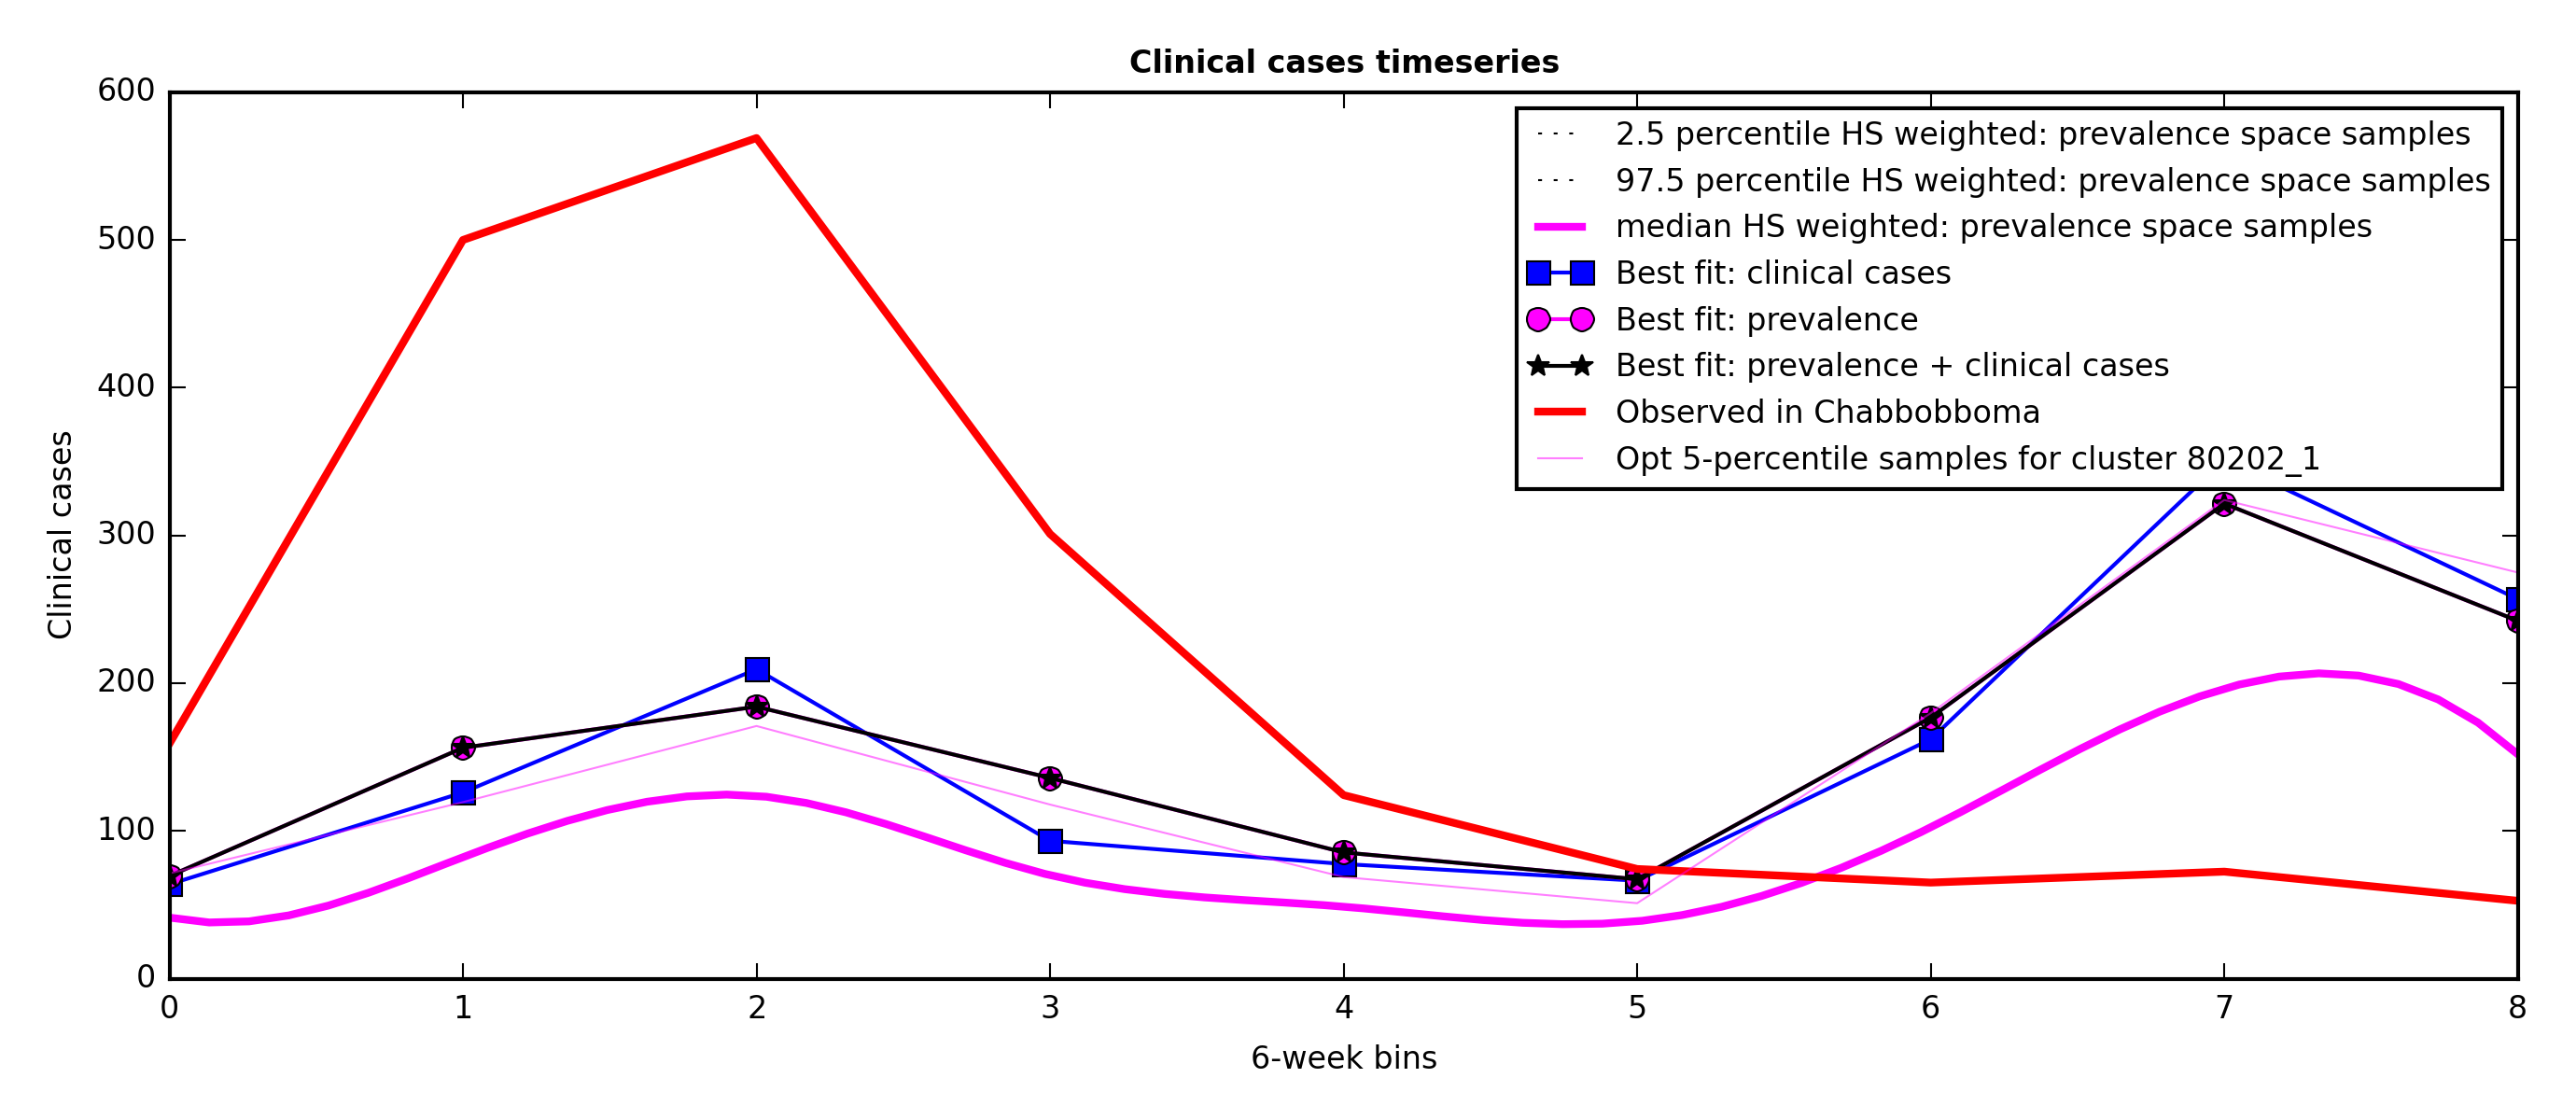 Clinical cases timeseries
600
500
400
300
200
100
0
Clinical cases
2.5 percentile HS weighted: prevalence space samples
97.5 percentile HS weighted: prevalence space samples
median HS weighted: prevalence space samples
Best fit: clinical cases
Best fit: prevalence
Best fit: prevalence + clinical cases
Observed in Chabbobboma
Opt 5-percentile samples for cluster 80202_1
0 1 2 3 4 5 6 7 8
6-week bins